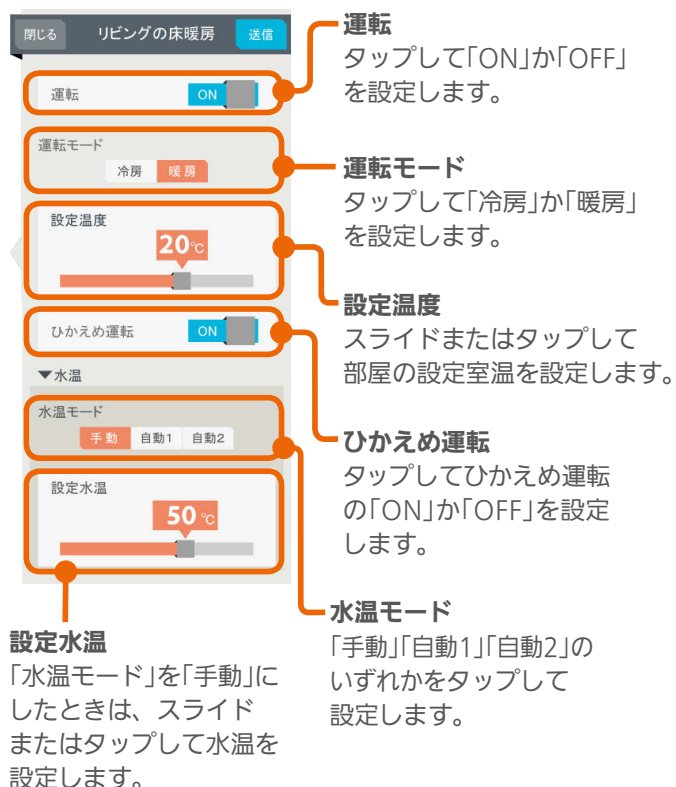 閉じる リビングの床暖房 送信
運転 ON
運転モード
冷房 暖房
設定温度
20℃
ひかえめ運転 ON
▼水温
水温モード
手動 自動1 自動2
設定水温
50℃
運転
タップして「ON」か「OFF」
を設定します。
運転モード
タップして「冷房」か「暖房」
を設定します。
設定温度
スライドまたはタップして
部屋の設定室温を設定します。
ひかえめ運転
タップしてひかえめ運転
の「ON」か「OFF」を設定
します。
水温モード
「手動」「自動1」「自動2」の
いずれかをタップして
設定します。
設定水温
「水温モード」を「手動」に
したときは、スライド
またはタップして水温を
設定します。